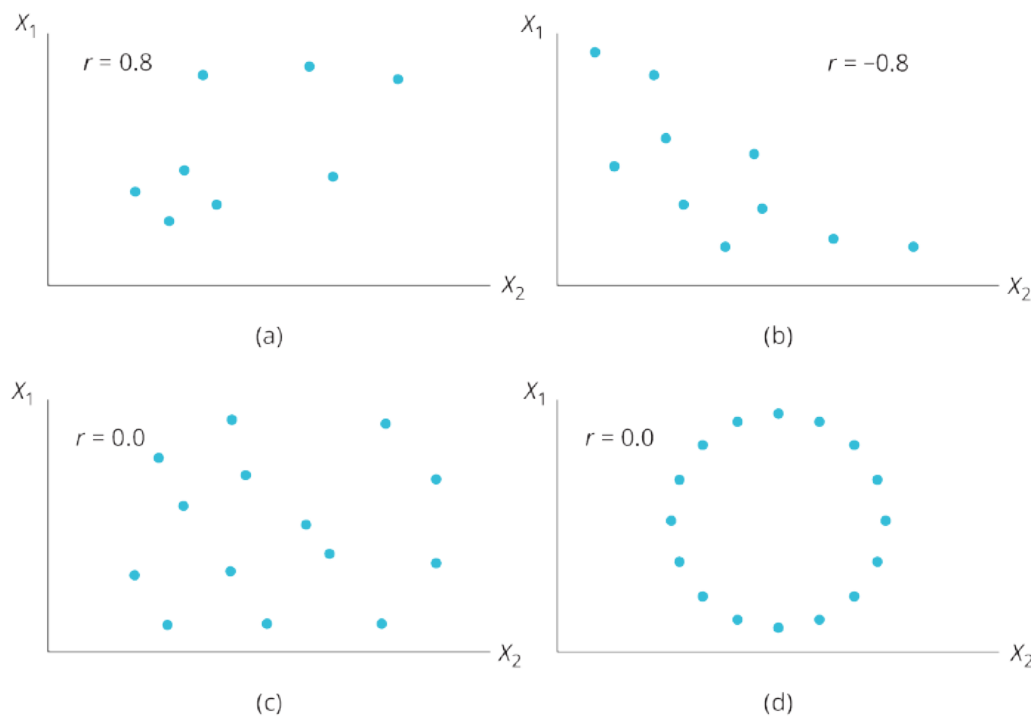 X₁
r = 0.8
X₂
(a)
X₁
r = –0.8
X₂
(b)
X₁
r = 0.0
X₂
(c)
X₁
r = 0.0
X₂
(d)